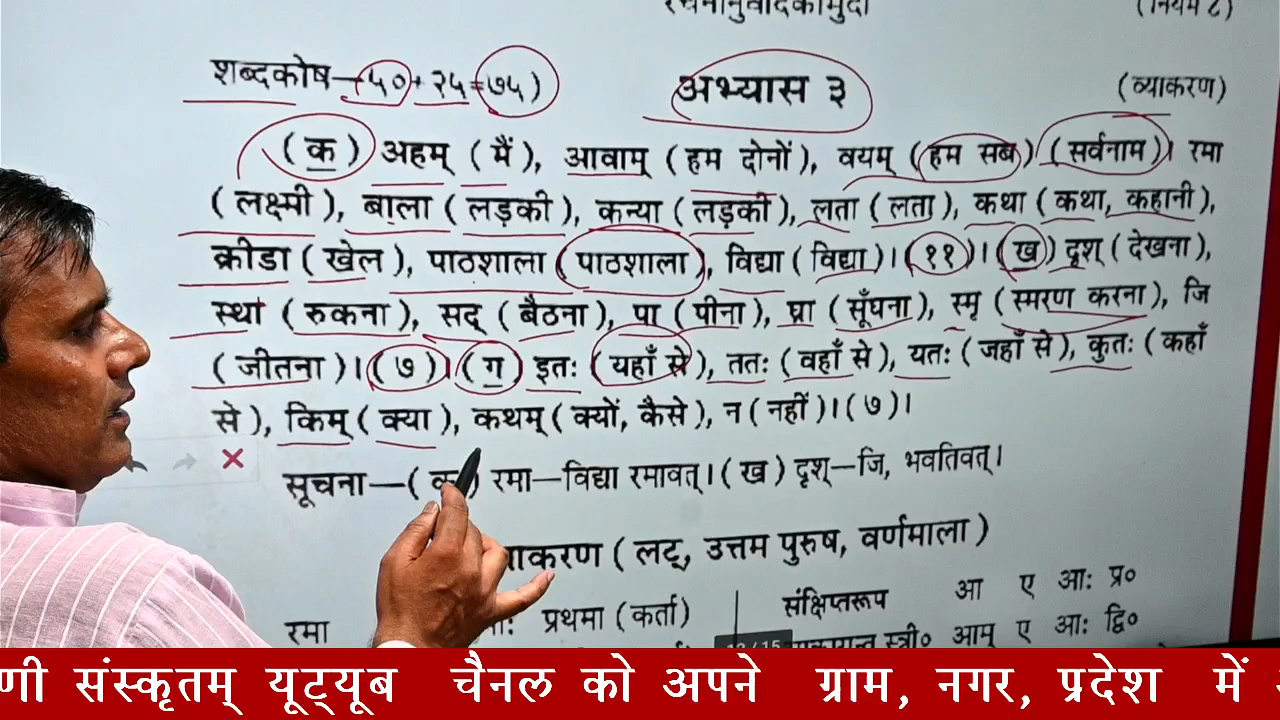 रचनानुवादकौमुदी (नियम ८)
शब्दकोष—५०+२५=७५) अभ्यास ३ (व्याकरण)
(क) अहम् (मैं), आवाम् (हम दोनों), वयम् (हम सब) (सर्वनाम)। रमा
(लक्ष्मी), बाला (लड़की), कन्या (लड़की), लता (लता), कथा (कथा, कहानी),
क्रीडा (खेल), पाठशाला (पाठशाला), विद्या (विद्या)। (११)। (ख) दृश् (देखना),
स्था (रुकना), सद् (बैठना), पा (पीना), घ्रा (सूँघना), स्मृ (स्मरण करना), जि
(जीतना)। (७)। (ग) इतः (यहाँ से), ततः (वहाँ से), यतः (जहाँ से), कुतः (कहाँ
से), किम् (क्या), कथम् (क्यों, कैसे), न (नहीं)। (७)।
सूचना—(क) रमा—विद्या रमावत्। (ख) दृश्—जि, भवतिवत्।
(लट्, उत्तम पुरुष, वर्णमाला)
रमा प्रथमा (कर्ता) संक्षिप्तरूप आ ए आः प्र०
स्त्री० आम् ए आः द्वि०
संस्कृतम् यूट्यूब चैनल को अपने ग्राम, नगर, प्रदेश में